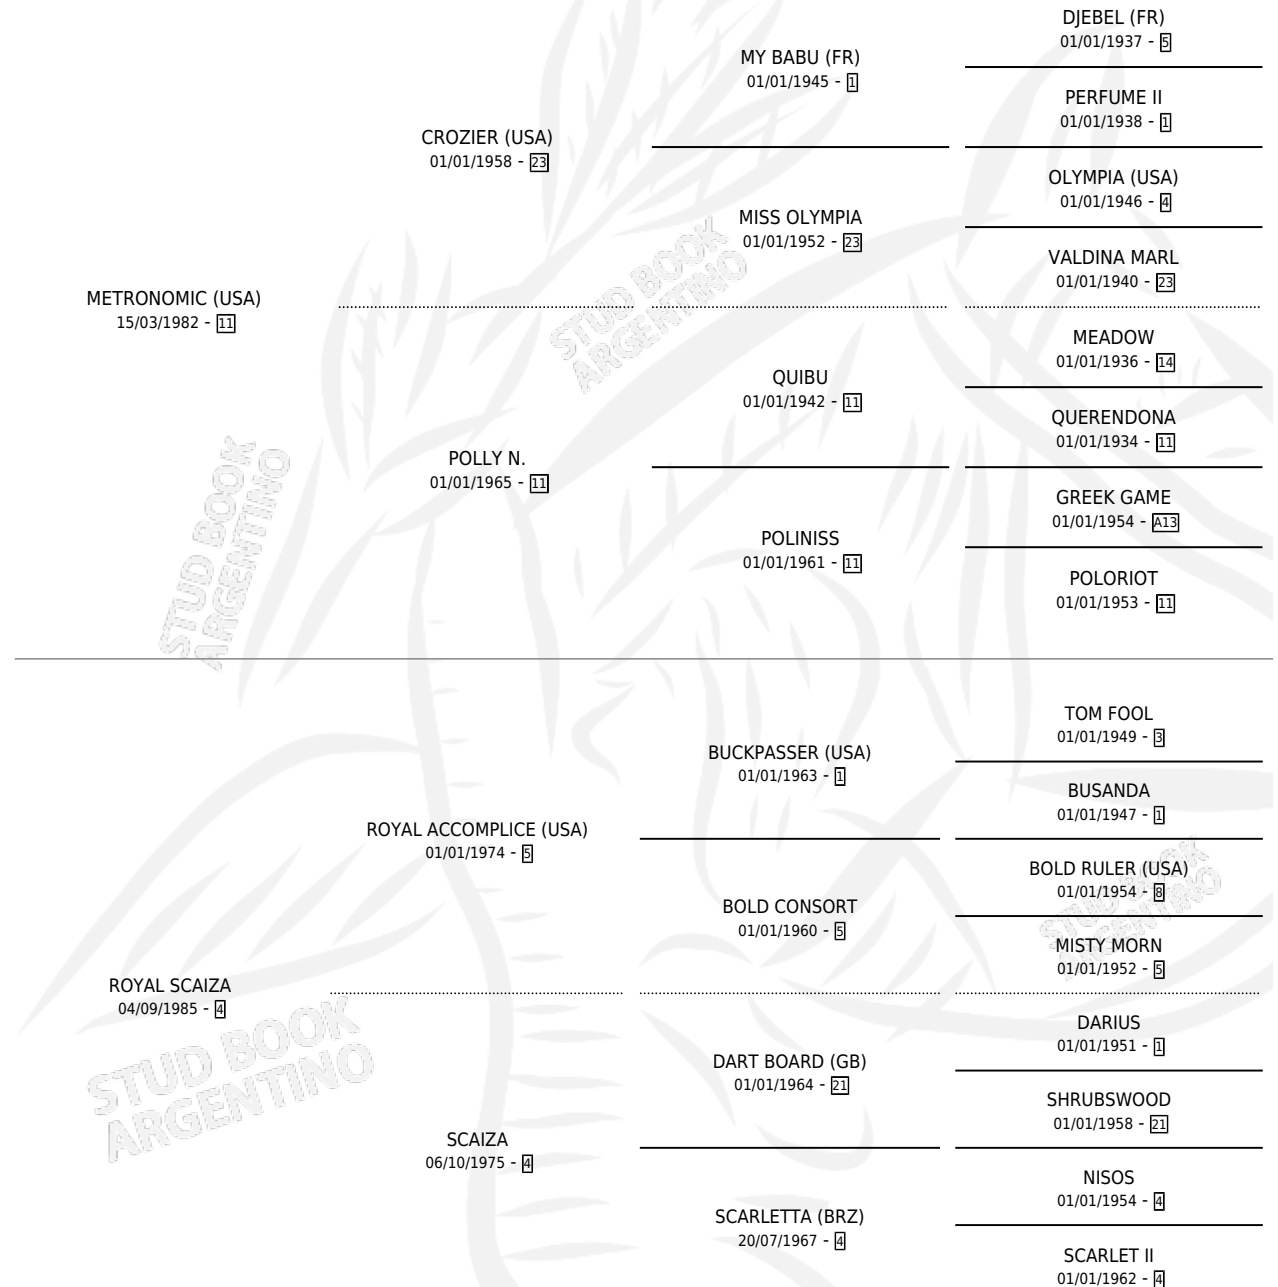 DJEBEL (FR)
01/01/1937 - 5
MY BABU (FR)
01/01/1945 - 1
PERFUME II
01/01/1938 - 1
CROZIER (USA)
01/01/1958 - 23
OLYMPIA (USA)
01/01/1946 - 4
MISS OLYMPIA
01/01/1952 - 23
VALDINA MARL
01/01/1940 - 23
METRONOMIC (USA)
15/03/1982 - 11
MEADOW
01/01/1936 - 14
QUIBU
01/01/1942 - 11
QUERENDONA
01/01/1934 - 11
POLLY N.
01/01/1965 - 11
GREEK GAME
01/01/1954 - A13
POLINISS
01/01/1961 - 11
POLORIOT
01/01/1953 - 11
TOM FOOL
01/01/1949 - 3
BUCKPASSER (USA)
01/01/1963 - 1
BUSANDA
01/01/1947 - 1
ROYAL ACCOMPLICE (USA)
01/01/1974 - 5
BOLD RULER (USA)
01/01/1954 - 8
BOLD CONSORT
01/01/1960 - 5
MISTY MORN
01/01/1952 - 5
ROYAL SCAIZA
04/09/1985 - 4
DARIUS
01/01/1951 - 1
DART BOARD (GB)
01/01/1964 - 21
SHRUBSWOOD
01/01/1958 - 21
SCAIZA
06/10/1975 - 4
NISOS
01/01/1954 - 4
SCARLETTA (BRZ)
20/07/1967 - 4
SCARLET II
01/01/1962 - 4
STUD BOOK
ARGENTINO
STUD BOOK
ARGENTINO
STUD BOOK
ARGENTINO
STUD BOOK
ARGENTINO